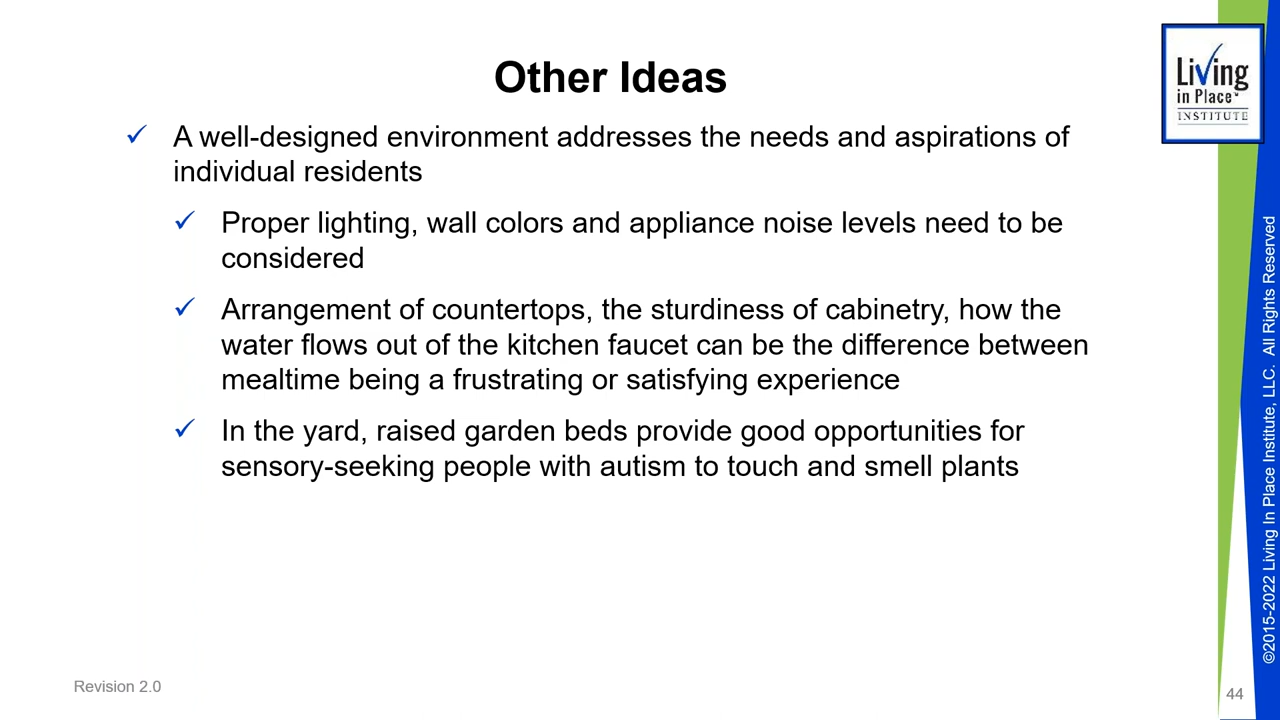 Other Ideas
Living
in Place™
INSTITUTE
✓ A well-designed environment addresses the needs and aspirations of
individual residents
✓ Proper lighting, wall colors and appliance noise levels need to be
considered
✓ Arrangement of countertops, the sturdiness of cabinetry, how the
water flows out of the kitchen faucet can be the difference between
mealtime being a frustrating or satisfying experience
✓ In the yard, raised garden beds provide good opportunities for
sensory-seeking people with autism to touch and smell plants
©2015-2022 Living In Place Institute, LLC. All Rights Reserved
Revision 2.0
44